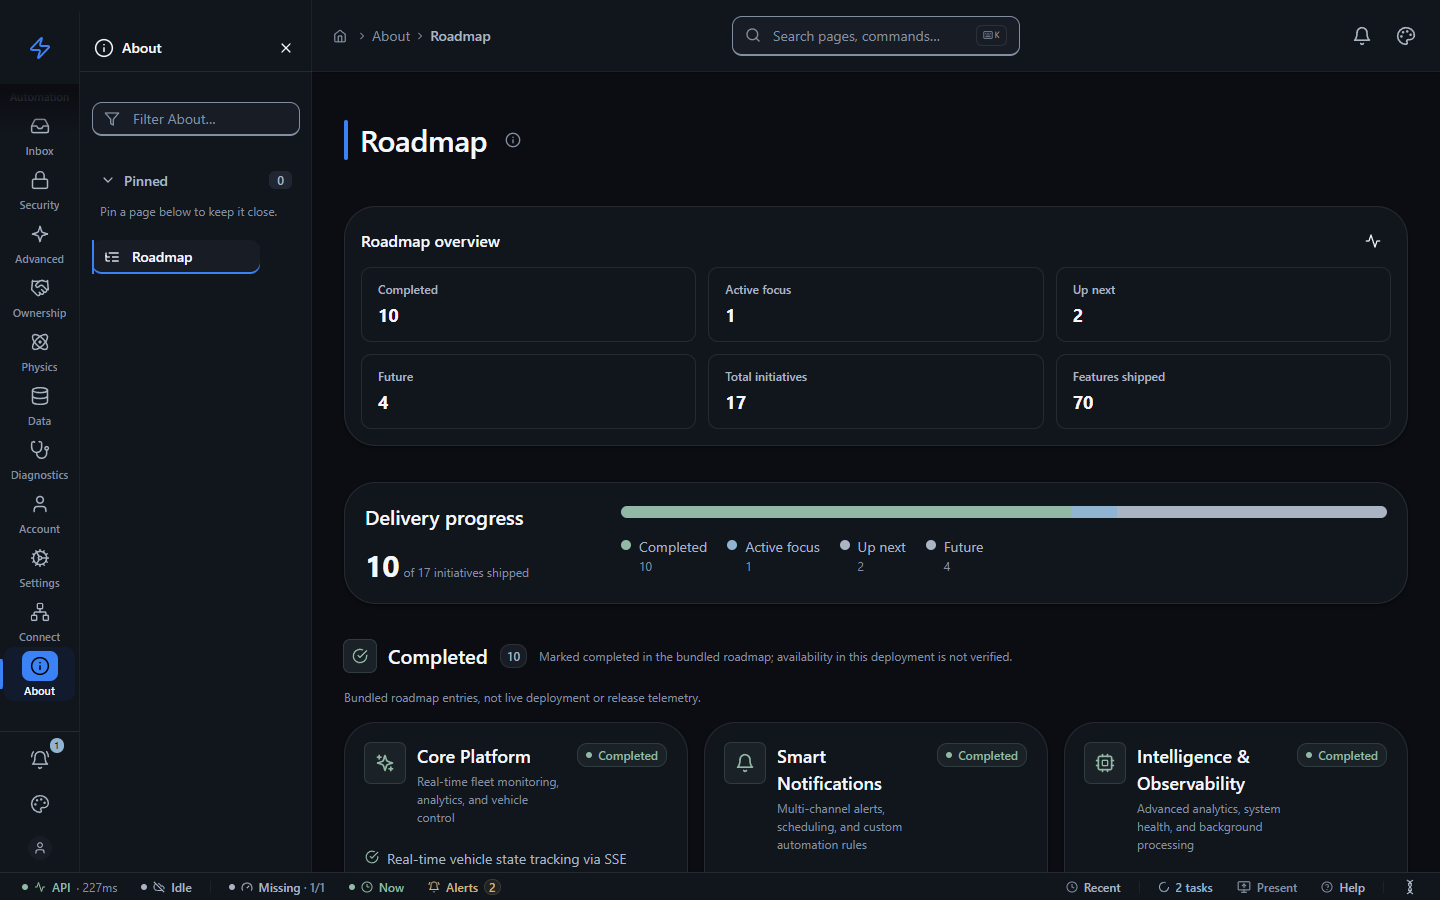 About
About
Roadmap
Search pages, commands...
K
Automation
Inbox
Security
Advanced
Ownership
Physics
Data
Diagnostics
Account
Settings
Connect
About
1
Filter About...
Pinned
0
Pin a page below to keep it close.
Roadmap
Roadmap
Roadmap overview
Completed
10
Active focus
1
Up next
2
Future
4
Total initiatives
17
Features shipped
70
Delivery progress
10 of 17 initiatives shipped
Completed
10
Active focus
1
Up next
2
Future
4
Completed 10 Marked completed in the bundled roadmap; availability in this deployment is not verified.
Bundled roadmap entries, not live deployment or release telemetry.
Core Platform
Completed
Real-time fleet monitoring,
analytics, and vehicle
control
Real-time vehicle state tracking via SSE
Smart
Notifications
Completed
Multi-channel alerts,
scheduling, and custom
automation rules
Intelligence &
Observability
Completed
Advanced analytics, system
health, and background
processing
API · 227ms
Idle
Missing · 1/1
Now
Alerts 2
Recent
2 tasks
Present
Help